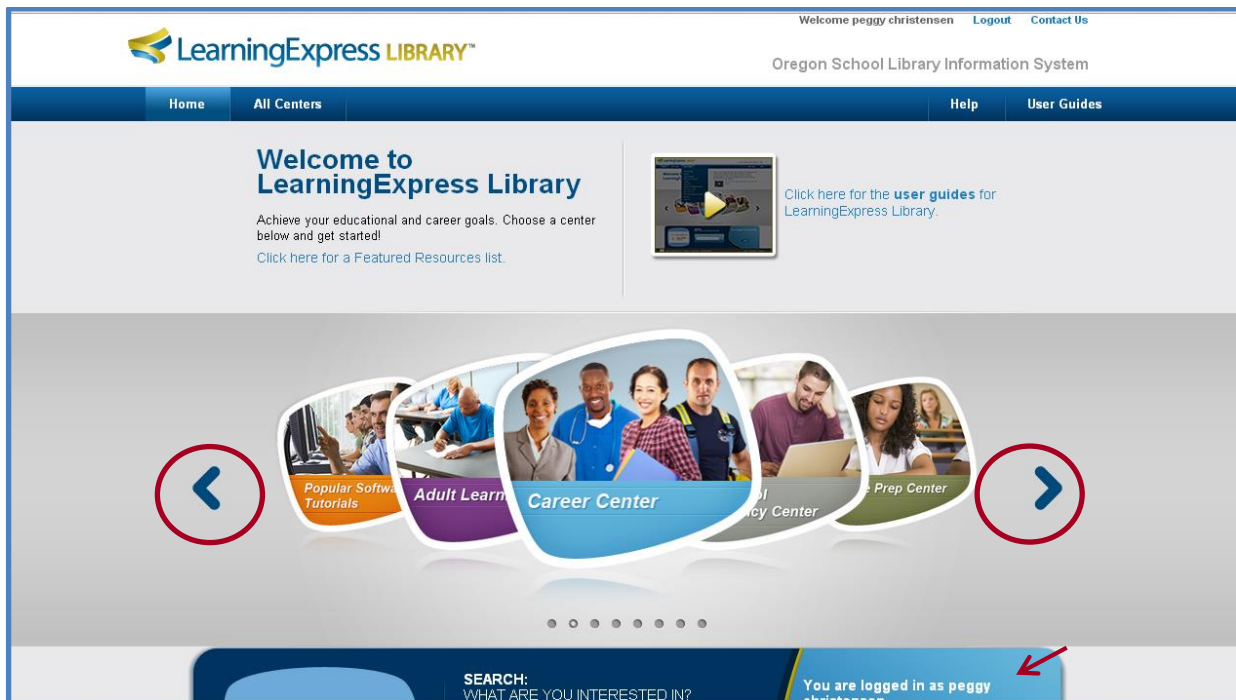 Welcome peggy christensen Logout Contact Us
LearningExpress LIBRARY™
Oregon School Library Information System
Home All Centers Help User Guides
Welcome to
LearningExpress Library
Achieve your educational and career goals. Choose a center
below and get started!
Click here for a Featured Resources list.
Click here for the user guides for
LearningExpress Library.
Popular
Tutorials
Adult
Career Center
Center
Prep Center
SEARCH:
WHAT ARE YOU INTERESTED IN?
You are logged in as peggy
christensen